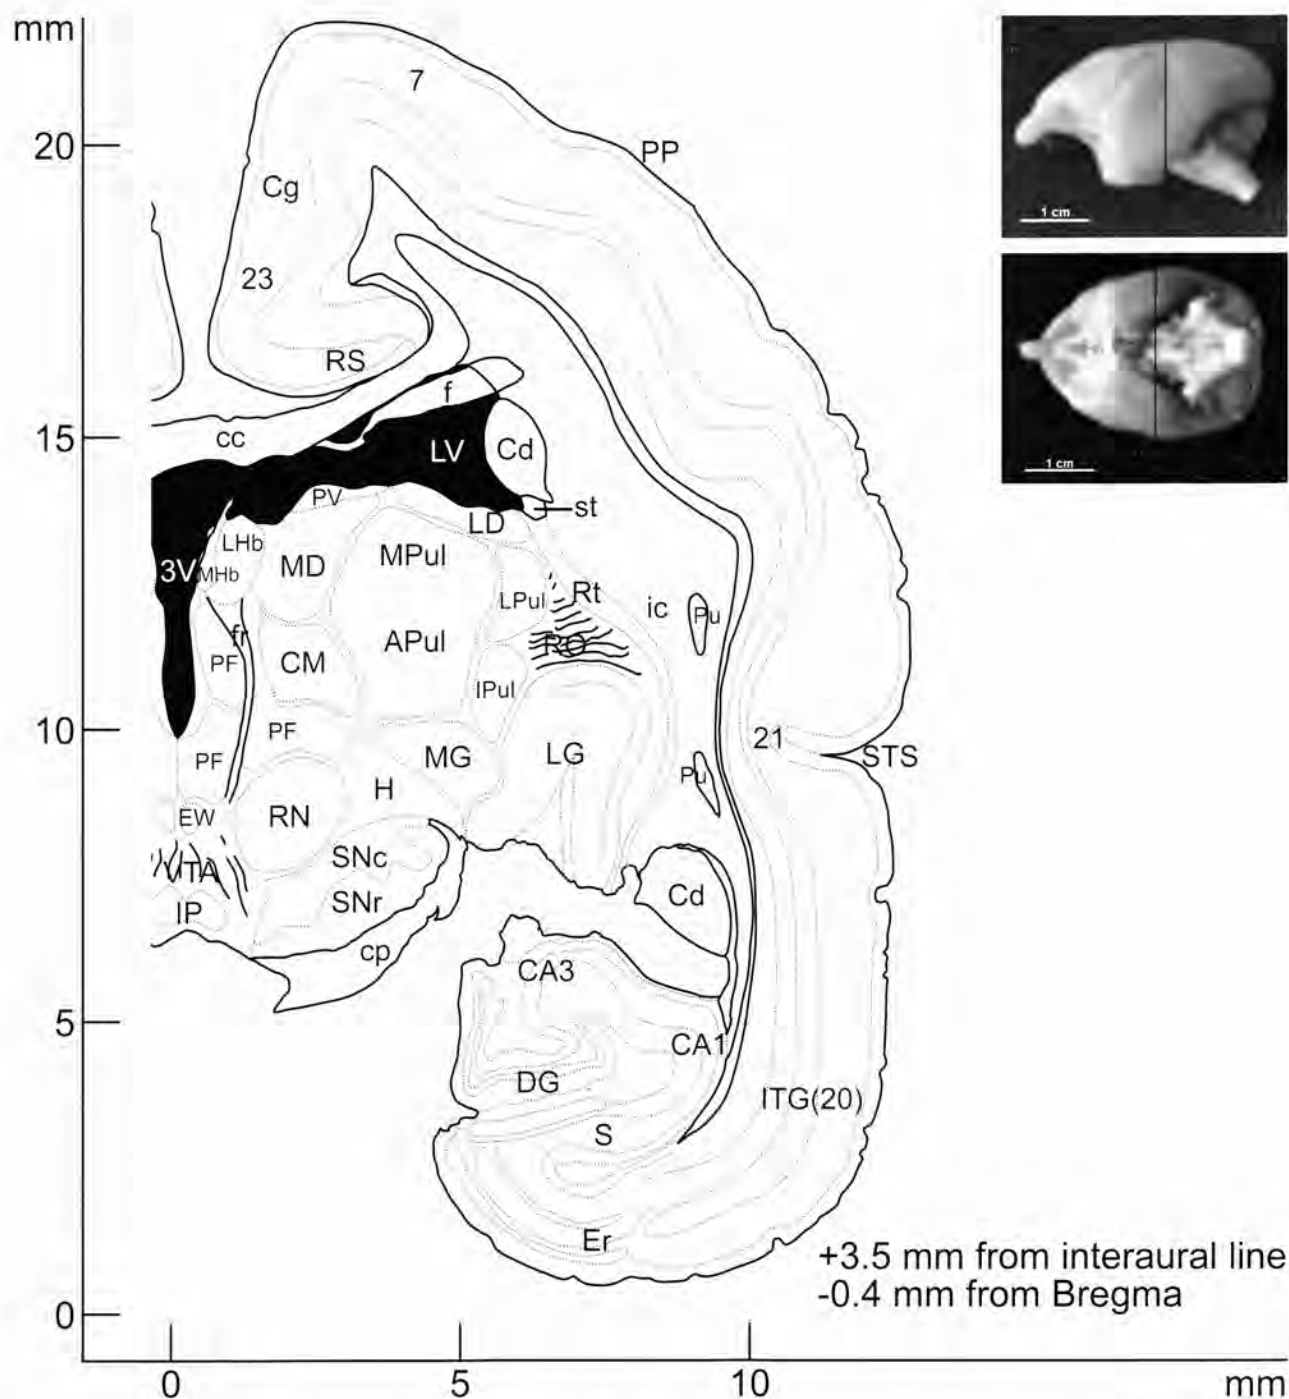 mm
7
20
PP
Cg
23
RS
f
15
cc
LV
Cd
PV
st
LD
LHb
MPul
MD
3V
MHb
LPul
Rt
ic
Pu
fr
APul
RO
PF
CM
IPul
10
PF
21
MG
LG
STS
PF
Pu
H
EW
RN
SNc
VTA
SNr
Cd
IP
cp
CA3
5
CA1
DG
ITG(20)
S
Er
+3.5 mm from interaural line
-0.4 mm from Bregma
0
0
5
10
mm
1 cm
1 cm